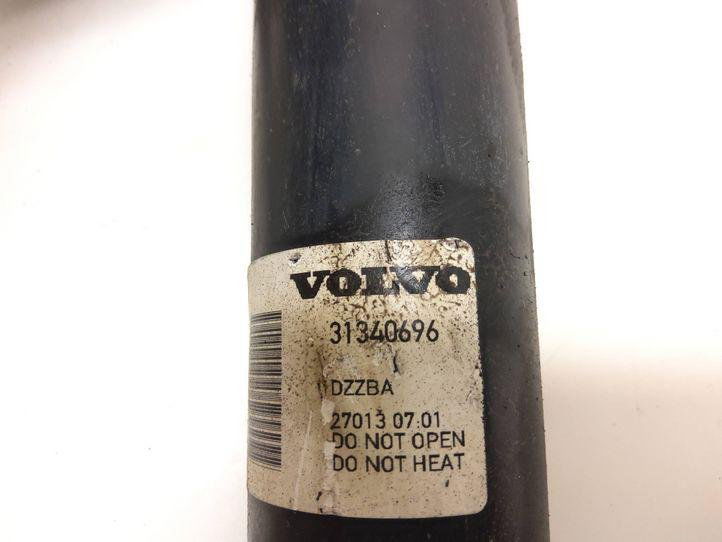 VOLVO
31340696
DZZBA
27013 07:01
DO NOT OPEN
DO NOT HEAT